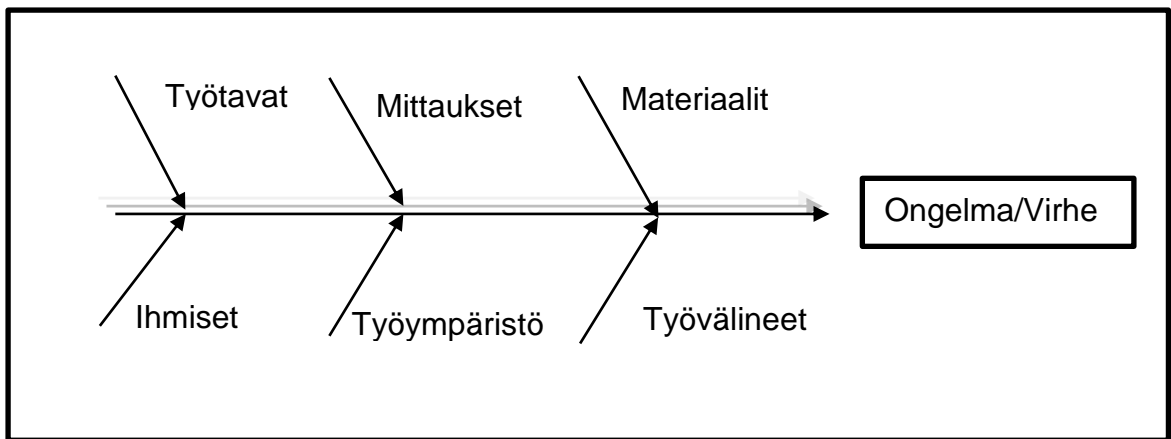 Työtavat
Mittaukset
Materiaalit
Ongelma/Virhe
Ihmiset
Työympäristö
Työvälineet